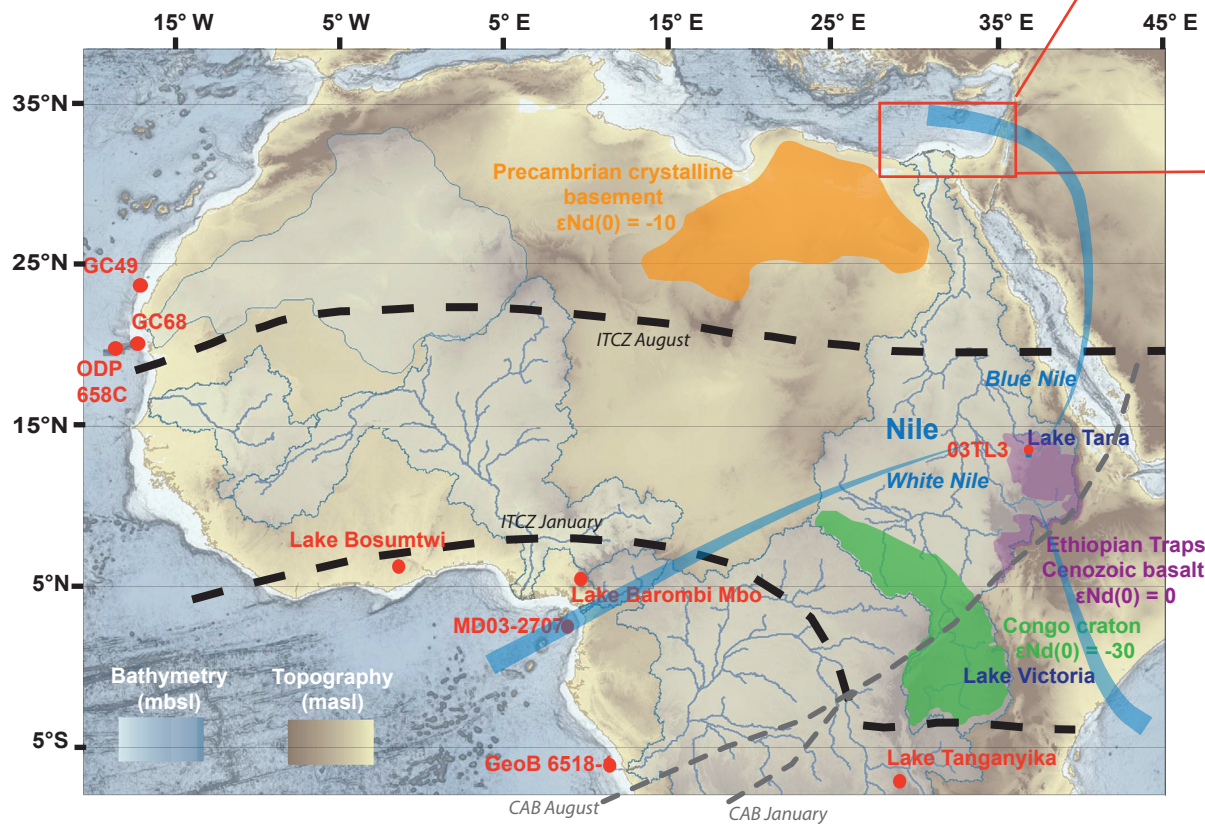 15° W
5° W
5° E
15° E
25° E
35° E
45° E
35°N
25°N
15°N
5°N
5°S
Precambrian crystalline
basement
εNd(0) = -10
GC49
GC68
ODP
658C
ITCZ August
Blue Nile
Nile
Lake Tana
03TL3
White Nile
ITCZ January
Lake Bosumtwi
Ethiopian Traps
Cenozoic basalt
εNd(0) = 0
Lake Barombi Mbo
MD03-2707
Congo craton
εNd(0) = -30
Lake Victoria
Bathymetry
(mbsl)
Topography
(masl)
GeoB 6518-
Lake Tanganyika
CAB August
CAB January